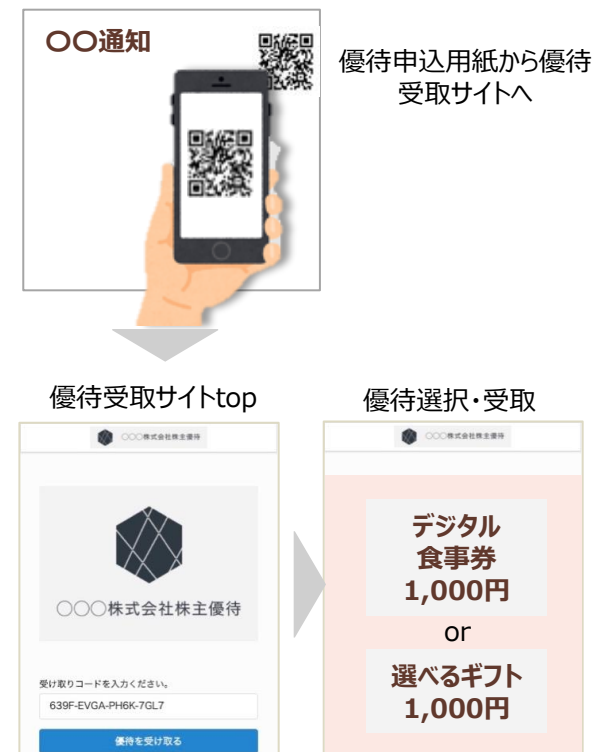 〇〇通知
優待申込用紙から優待
受取サイトへ
優待受取サイトtop
〇〇〇株式会社株主優待
〇〇〇株式会社株主優待
受け取りコードを入力ください。
639F-EVGA-PH6K-7GL7
優待を受け取る
優待選択・受取
〇〇〇株式会社株主優待
デジタル
食事券
1,000円
or
選べるギフト
1,000円